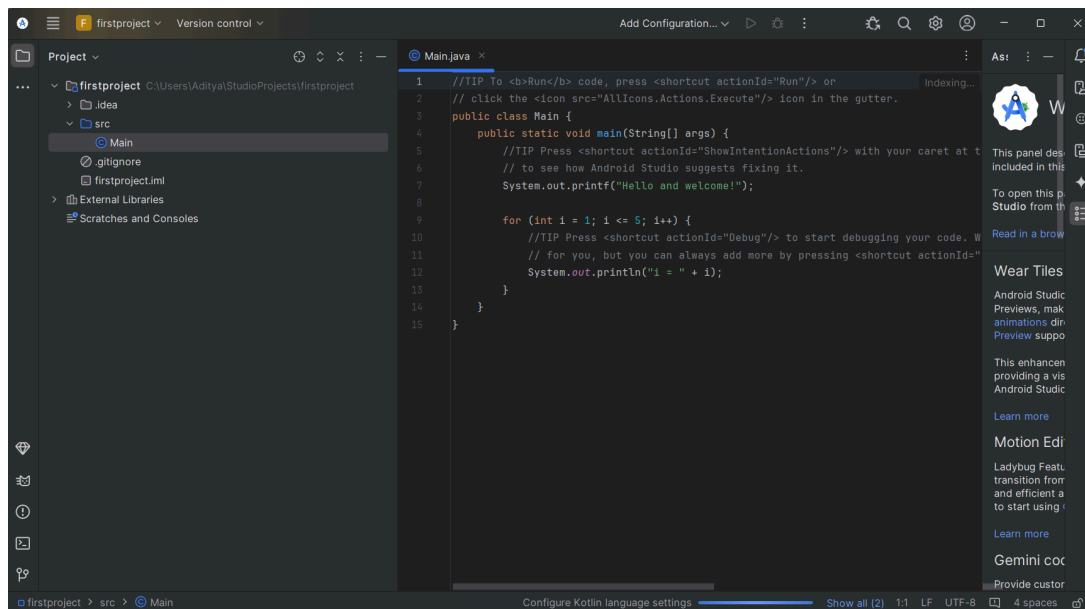 F firstproject Version control Add Configuration...
Project
Main.java
Ass
firstproject C:\Users\Aditya\StudioProjects\firstproject
.idea
src
Main
.gitignore
firstproject.iml
External Libraries
Scratches and Consoles
Indexing...
1 //TIP To <b>Run</b> code, press <shortcut actionId="Run"/> or
2 // click the <icon src="AllIcons.Actions.Execute"/> icon in the gutter.
3 public class Main {
4 public static void main(String[] args) {
5 //TIP Press <shortcut actionId="ShowIntentionActions"/> with your caret at t
6 // to see how Android Studio suggests fixing it.
7 System.out.printf("Hello and welcome!");
8
9 for (int i = 1; i <= 5; i++) {
10 //TIP Press <shortcut actionId="Debug"/> to start debugging your code. W
11 // for you, but you can always add more by pressing <shortcut actionId="
12 System.out.println("i = " + i);
13 }
14 }
15 }
W
This panel des
included in this
To open this p
Studio from th
Read in a brow
Wear Tiles
Android Studio
Previews, mak
animations dire
Preview suppo
This enhancem
providing a vis
Android Studio
Learn more
Motion Edi
Ladybug Featu
transition from
and efficient a
to start using
Learn more
Gemini cod
Provide custor
firstproject > src > Main
Configure Kotlin language settings Show all (2) 1:1 LF UTF-8 4 spaces